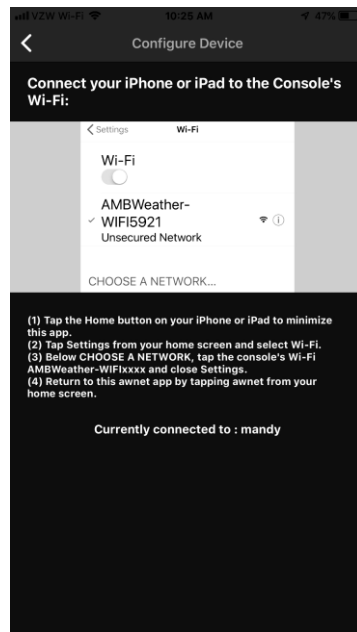 VZW Wi-Fi 10:25 AM 47%
Configure Device
Connect your iPhone or iPad to the Console's
Wi-Fi:
Settings Wi-Fi
Wi-Fi
AMBWeather-
WIFI5921
Unsecured Network
CHOOSE A NETWORK...
(1) Tap the Home button on your iPhone or iPad to minimize
this app.
(2) Tap Settings from your home screen and select Wi-Fi.
(3) Below CHOOSE A NETWORK, tap the console's Wi-Fi
AMBWeather-WIFIxxxx and close Settings.
(4) Return to this awnet app by tapping awnet from your
home screen.
Currently connected to : mandy